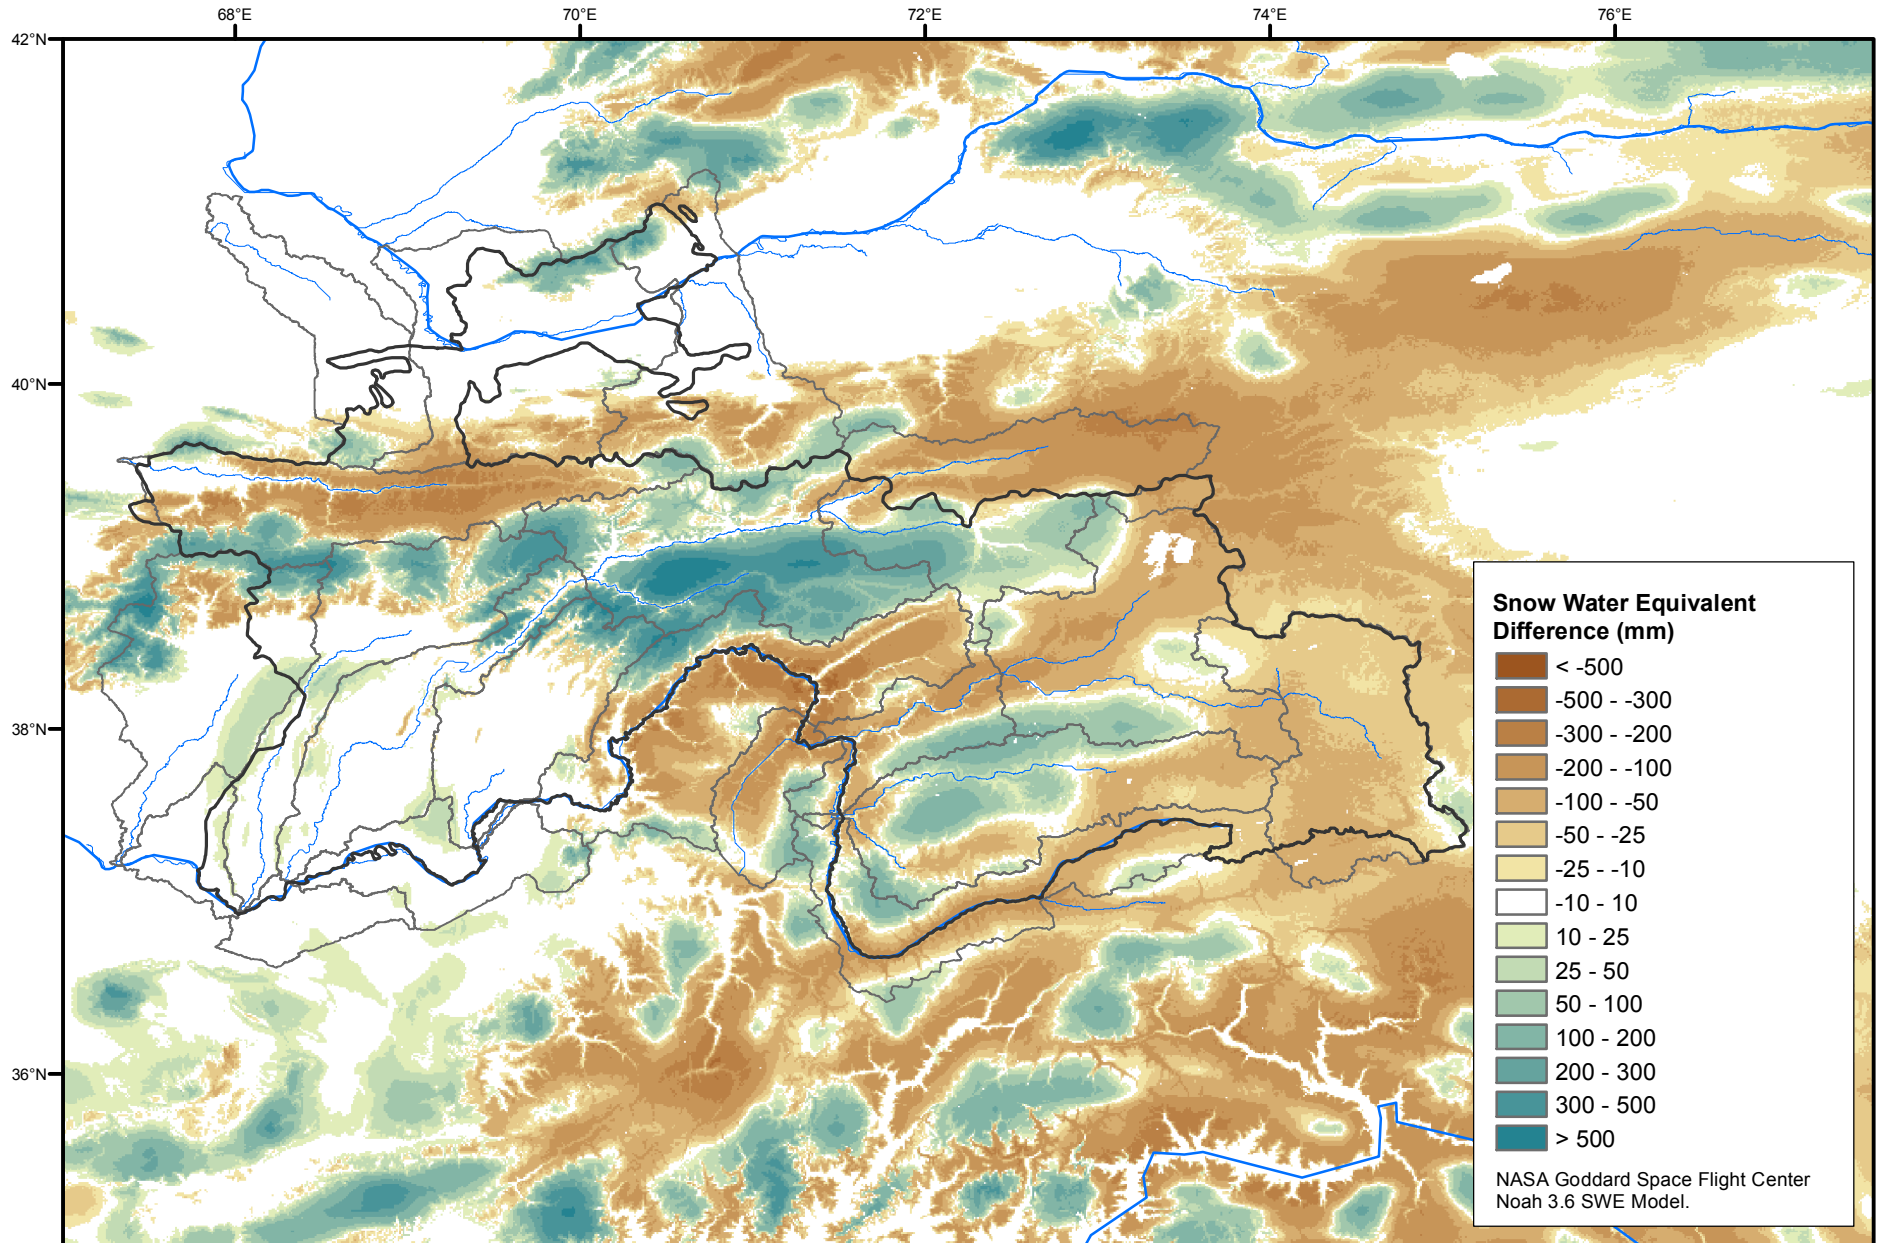 68°E
70°E
72°E
74°E
76°E
42°N
40°N
38°N
36°N
Snow Water Equivalent
Difference (mm)
< -500
-500 - -300
-300 - -200
-200 - -100
-100 - -50
-50 - -25
-25 - -10
-10 - 10
10 - 25
25 - 50
50 - 100
100 - 200
200 - 300
300 - 500
> 500
NASA Goddard Space Flight Center
Noah 3.6 SWE Model.